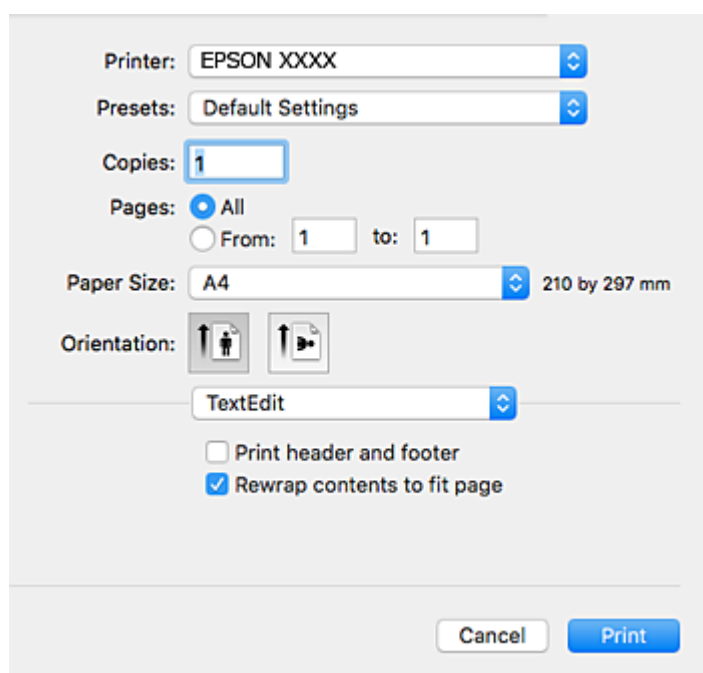 Printer: EPSON XXXX
Presets: Default Settings
Copies: 1
Pages: All
From: 1 to: 1
Paper Size: A4 210 by 297 mm
Orientation:
TextEdit
Print header and footer
Rewrap contents to fit page
Cancel Print